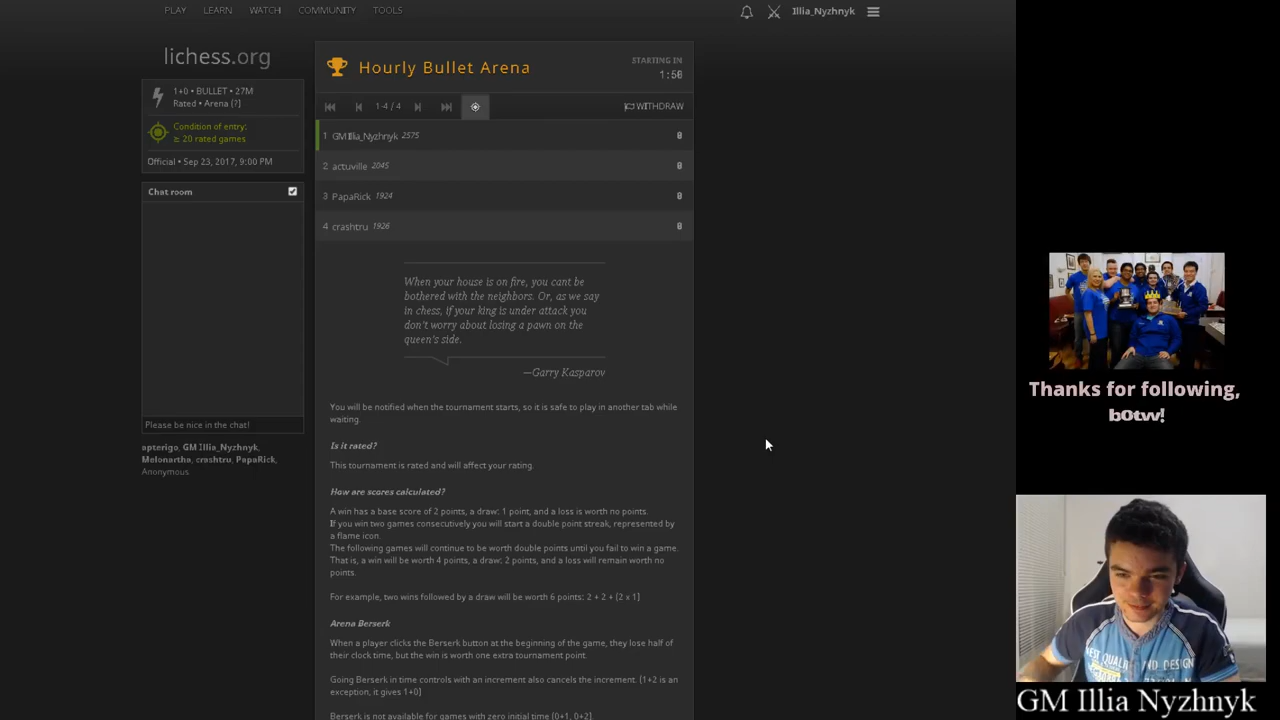 PLAY LEARN WATCH COMMUNITY TOOLS
Illia_Nyzhnyk
lichess.org
1+0 • BULLET • 27M
Rated • Arena [?]
Condition of entry:
≥ 20 rated games
Official • Sep 23, 2017, 9:00 PM
Chat room
Please be nice in the chat!
apterigo, GM Illia_Nyzhnyk,
Melonartha, crashtru, PapaRick,
Anonymous
Hourly Bullet Arena
STARTING IN
1-4 / 4
WITHDRAW
1 GM Illia_Nyzhnyk 2575 0
2 actuville 2045 0
3 PapaRick 1924 0
4 crashtru 1926 0
When your house is on fire, you cant be
bothered with the neighbors. Or, as we say
in chess, if your king is under attack you
don't worry about losing a pawn on the
queen's side.
—Garry Kasparov
You will be notified when the tournament starts, so it is safe to play in another tab while
waiting.
Is it rated?
This tournament is rated and will affect your rating.
How are scores calculated?
A win has a base score of 2 points, a draw: 1 point, and a loss is worth no points.
If you win two games consecutively you will start a double point streak, represented by
a flame icon.
The following games will continue to be worth double points until you fail to win a game.
That is, a win will be worth 4 points, a draw: 2 points, and a loss will remain worth no
points.
For example, two wins followed by a draw will be worth 6 points: 2 + 2 + (2 x 1)
Arena Berserk
When a player clicks the Berserk button at the beginning of the game, they lose half of
their clock time, but the win is worth one extra tournament point.
Going Berserk in time controls with an increment also cancels the increment. (1+2 is an
exception, it gives 1+0)
Berserk is not available for games with zero initial time (0+1, 0+2).
Thanks for following,
b0tvv!
GM Illia Nyzhnyk